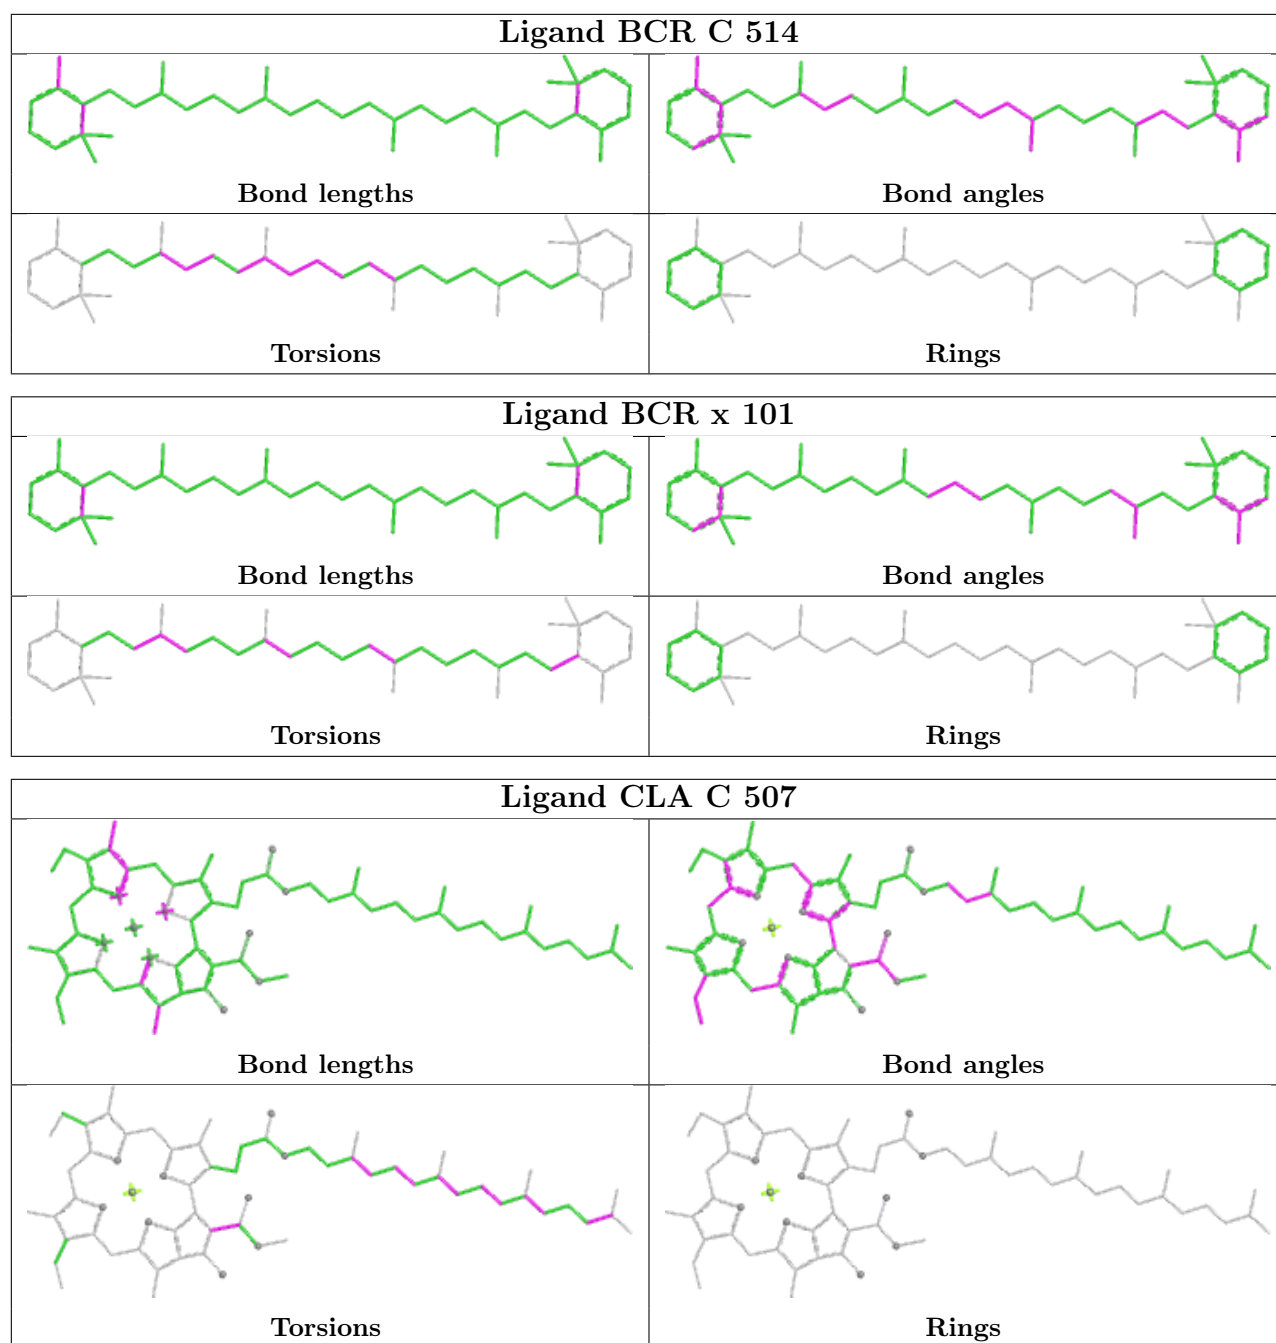 Ligand BCR C 514
Bond lengths
Bond angles
Torsions
Rings
Ligand BCR x 101
Bond lengths
Bond angles
Torsions
Rings
Ligand CLA C 507
Bond lengths
Bond angles
Torsions
Rings